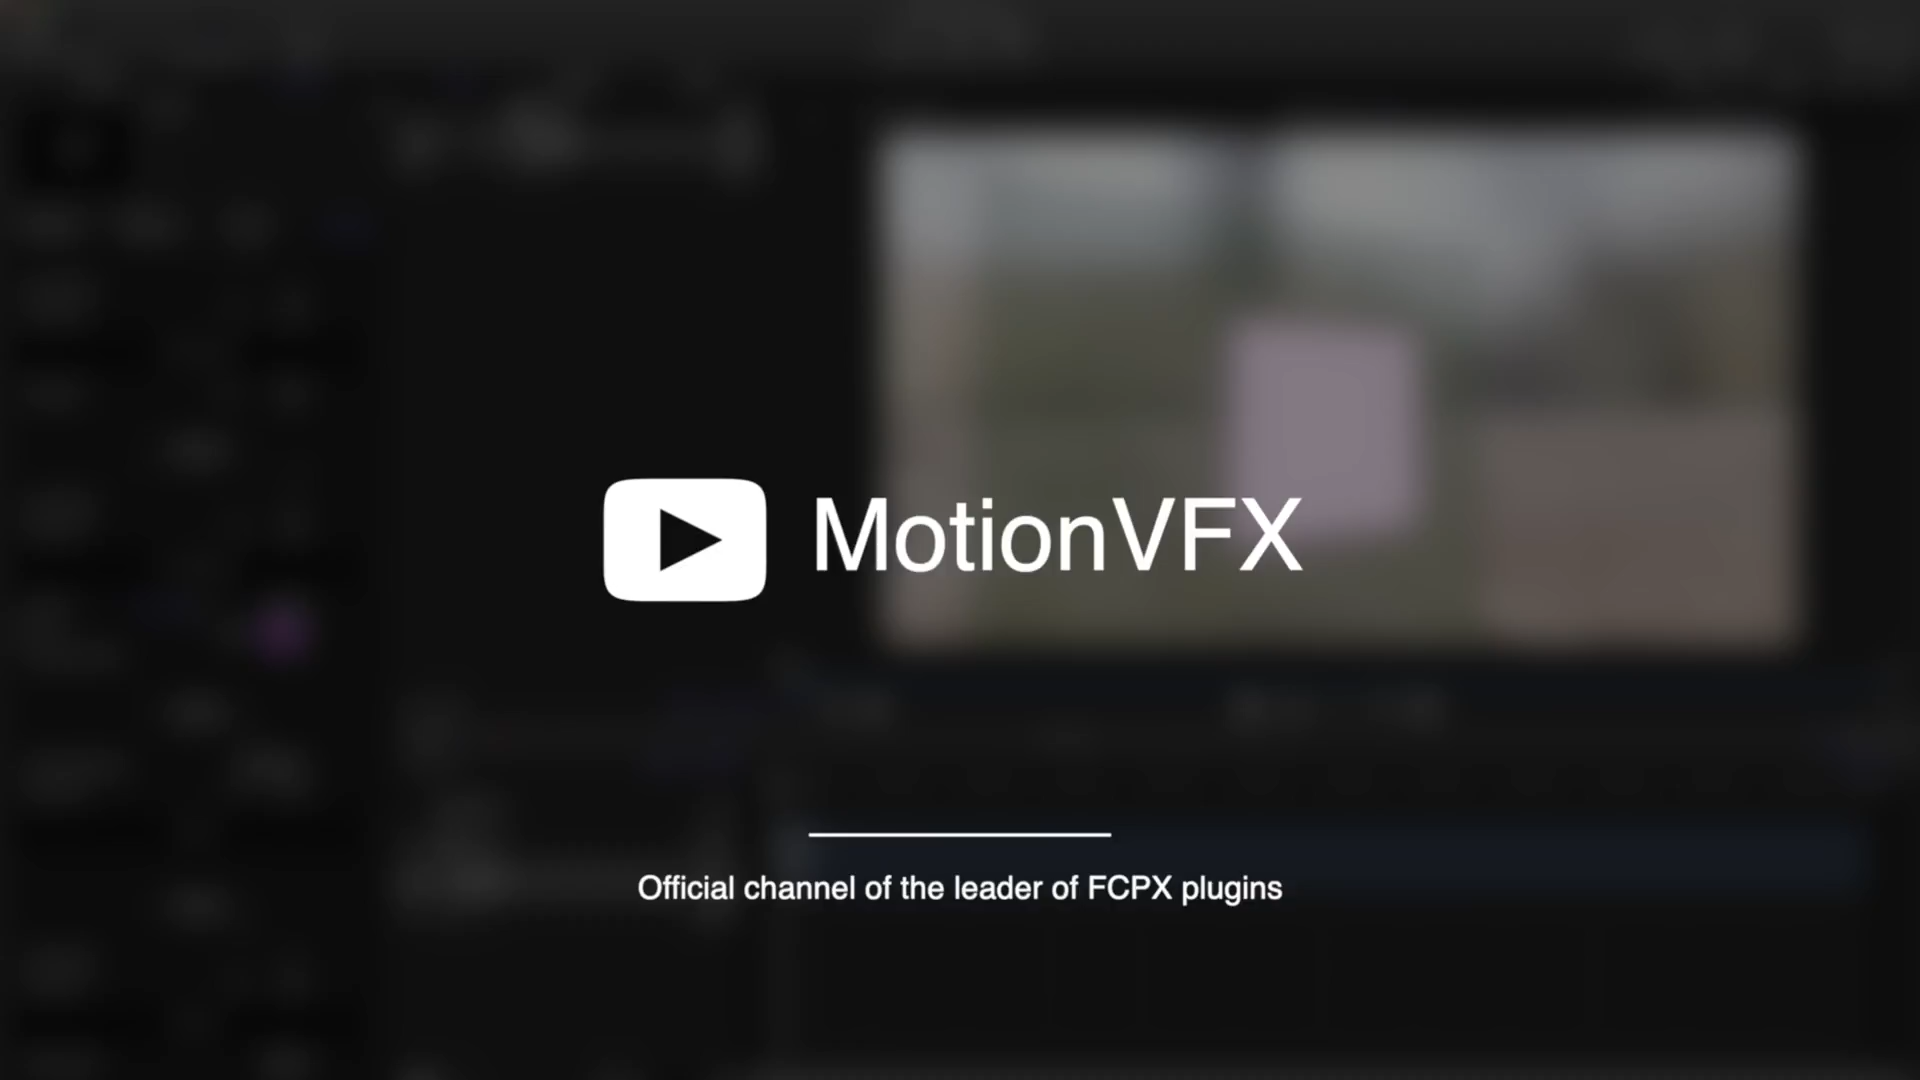 MotionVFX
Official channel of the leader of FCPX plugins